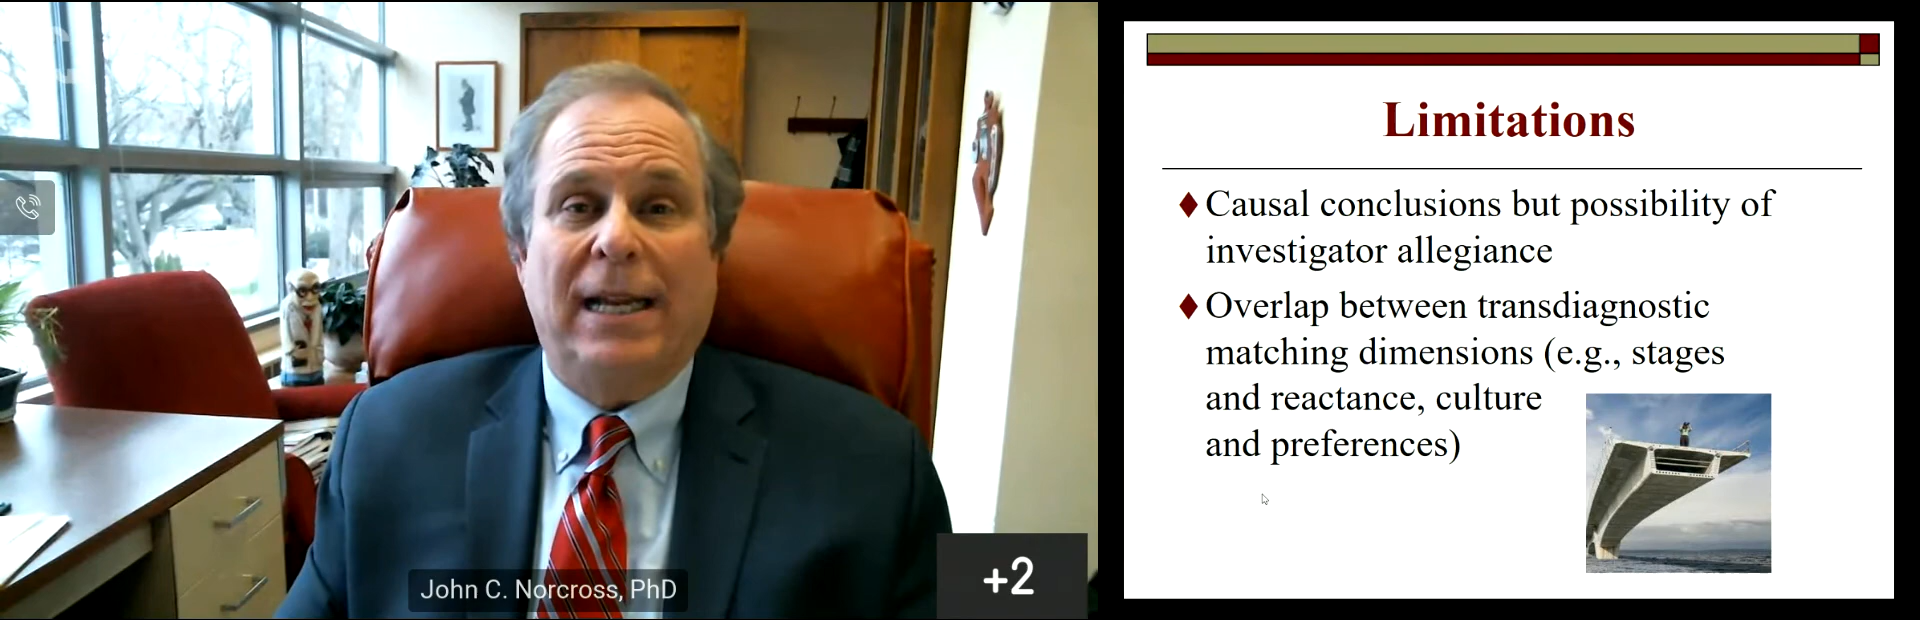 John C. Norcross, PhD
+2
Limitations
Causal conclusions but possibility of
investigator allegiance
Overlap between transdiagnostic
matching dimensions (e.g., stages
and reactance, culture
and preferences)